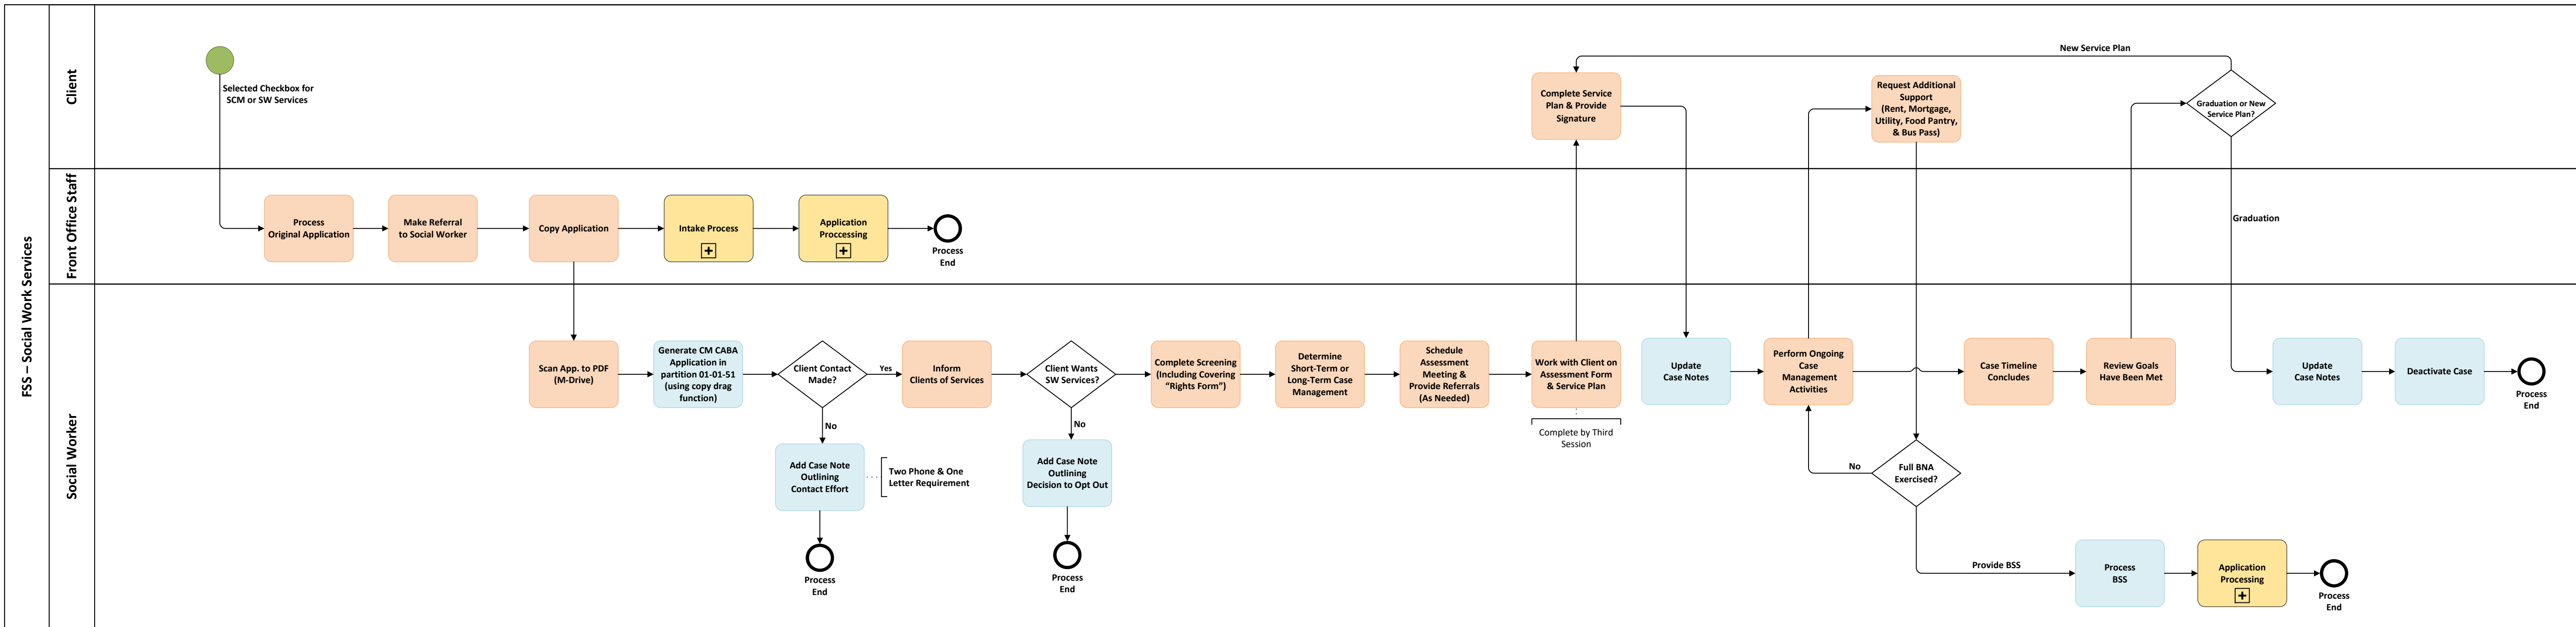 FSS – Social Work Services
Client
Selected Checkbox for
SCM or SW Services
Complete Service
Plan & Provide
Signature
Request Additional
Support
(Rent, Mortgage,
Utility, Food Pantry,
& Bus Pass)
New Service Plan
Graduation or New
Service Plan?
Front Office Staff
Process
Original Application
Make Referral
to Social Worker
Copy Application
Intake Process
Application
Proccessing
Process
End
Graduation
Social Worker
Scan App. to PDF
(M-Drive)
Generate CM CABA
Application in
partition 01-01-51
(using copy drag
function)
Client Contact
Made?
Yes
No
Add Case Note
Outlining
Contact Effort
Two Phone & One
Letter Requirement
Process
End
Inform
Clients of Services
Client Wants
SW Services?
No
Add Case Note
Outlining
Decision to Opt Out
Process
End
Complete Screening
(Including Covering
“Rights Form”)
Determine
Short-Term or
Long-Term Case
Management
Schedule
Assessment
Meeting &
Provide Referrals
(As Needed)
Work with Client on
Assessment Form
& Service Plan
Complete by Third
Session
Update
Case Notes
Perform Ongoing
Case
Management
Activities
Case Timeline
Concludes
Review Goals
Have Been Met
Full BNA
Exercised?
No
Provide BSS
Process
BSS
Application
Processing
Process
End
Update
Case Notes
Deactivate Case
Process
End